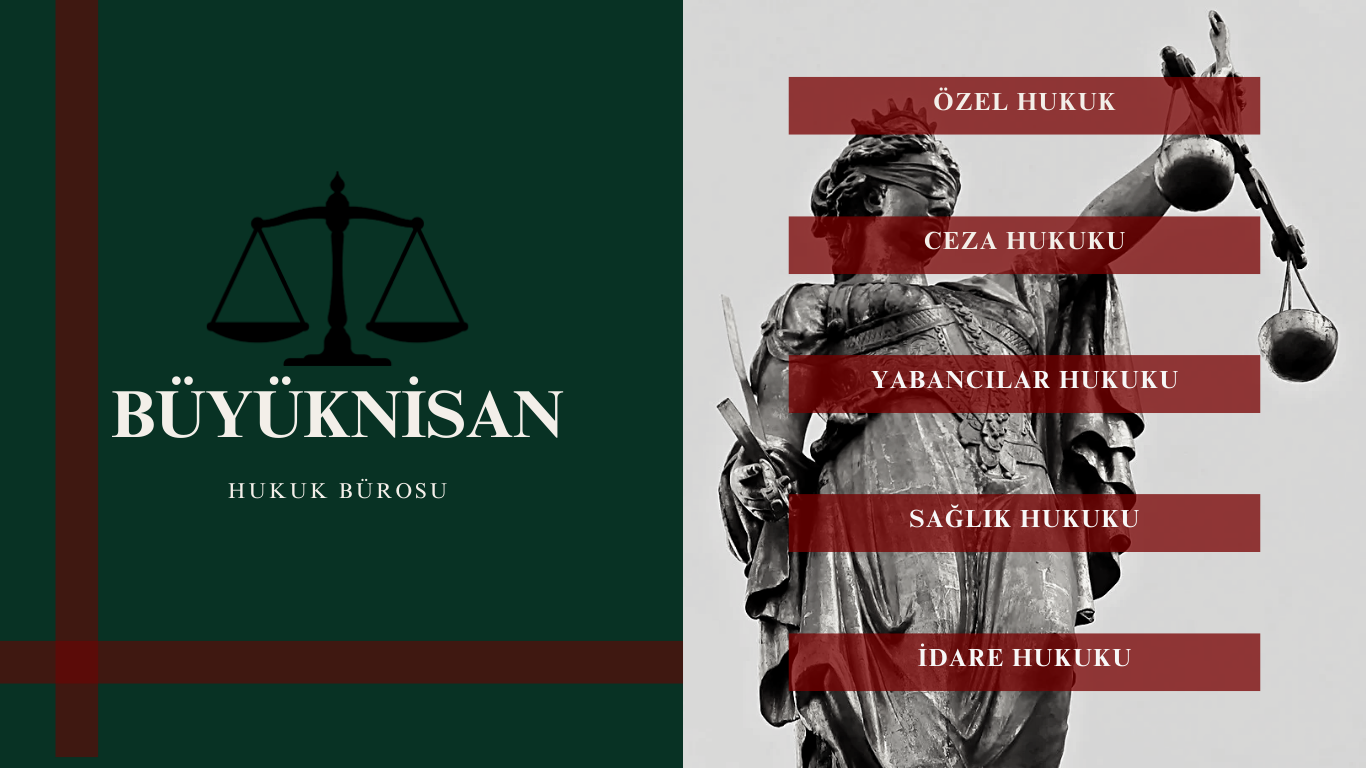 BÜYÜKNİSAN
HUKUK BÜROSU
ÖZEL HUKUK
CEZA HUKUKU
YABANCILAR HUKUKU
SAĞLIK HUKUKU
İDARE HUKUKU